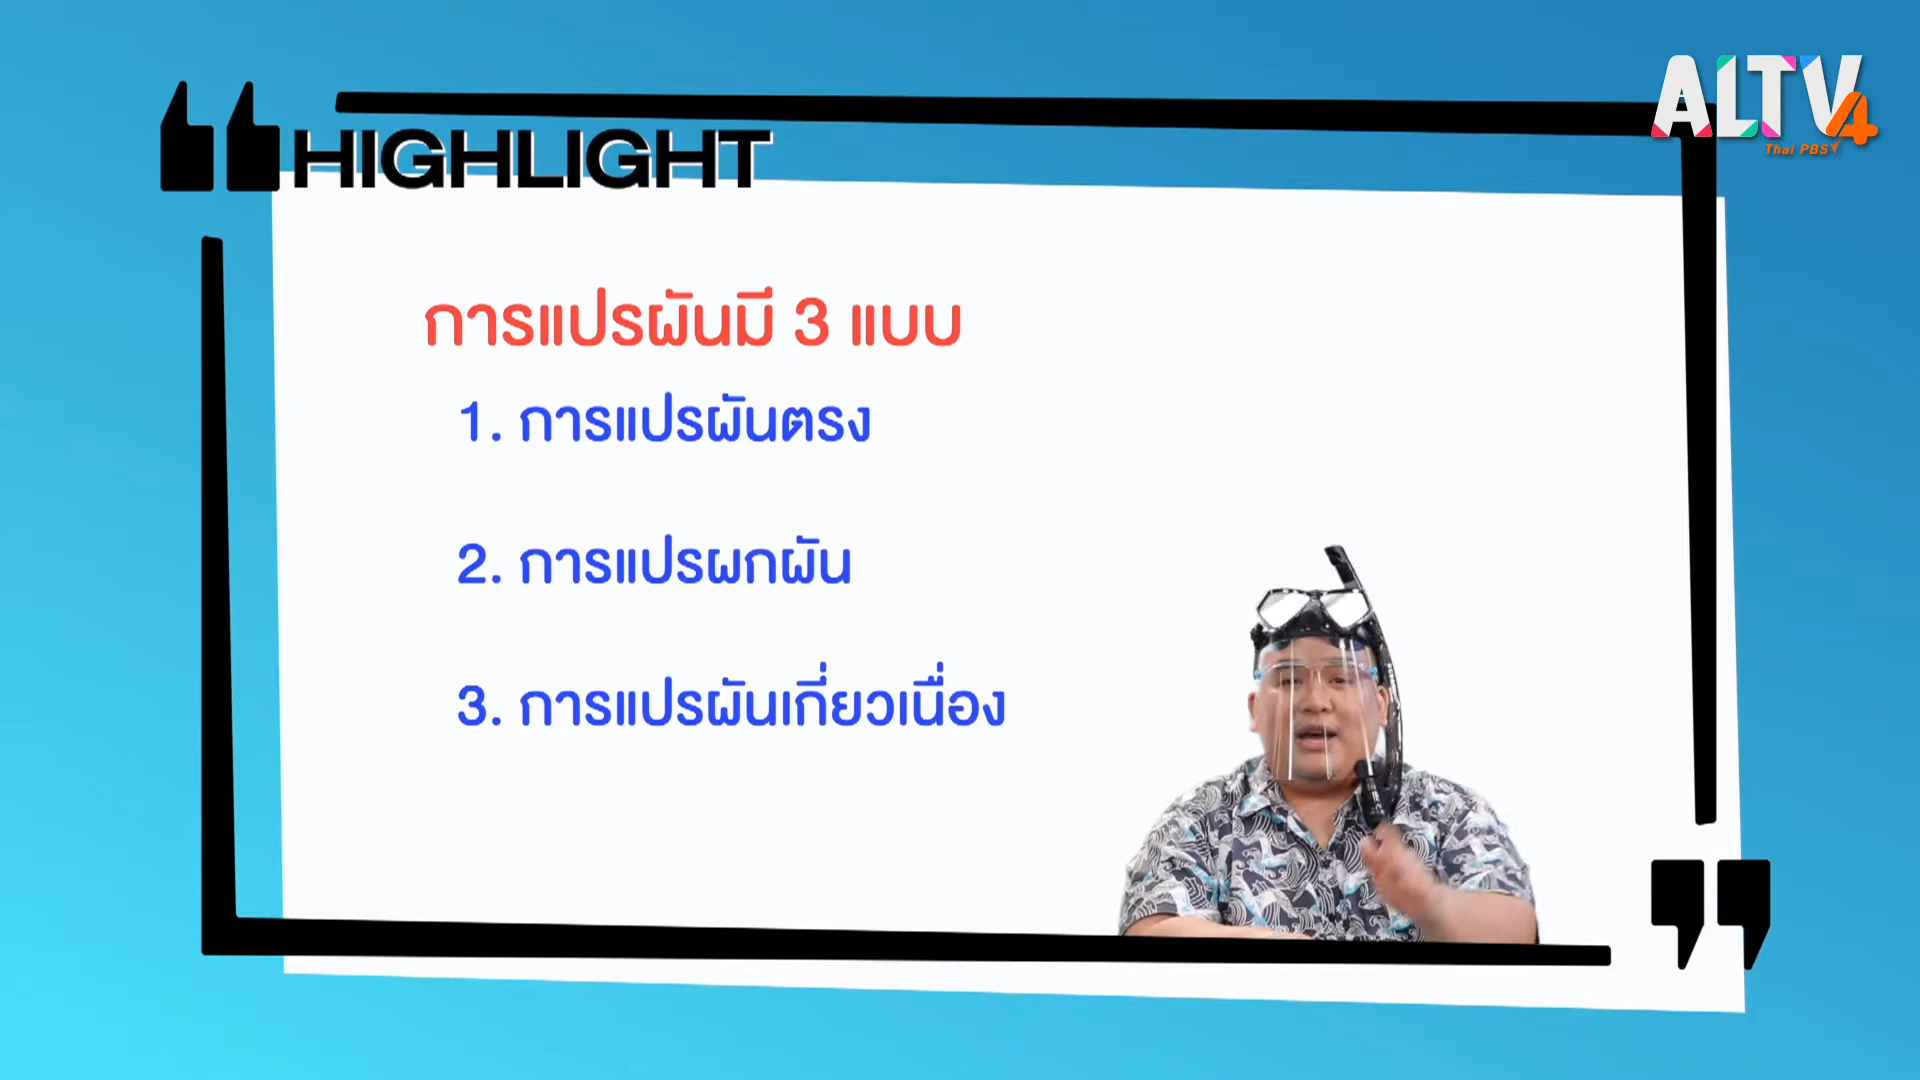 ALTV4
Thai PBS
HIGHLIGHT
การแปรผันมี 3 แบบ
1. การแปรผันตรง
2. การแปรผกผัน
3. การแปรผันเกี่ยวเนื่อง